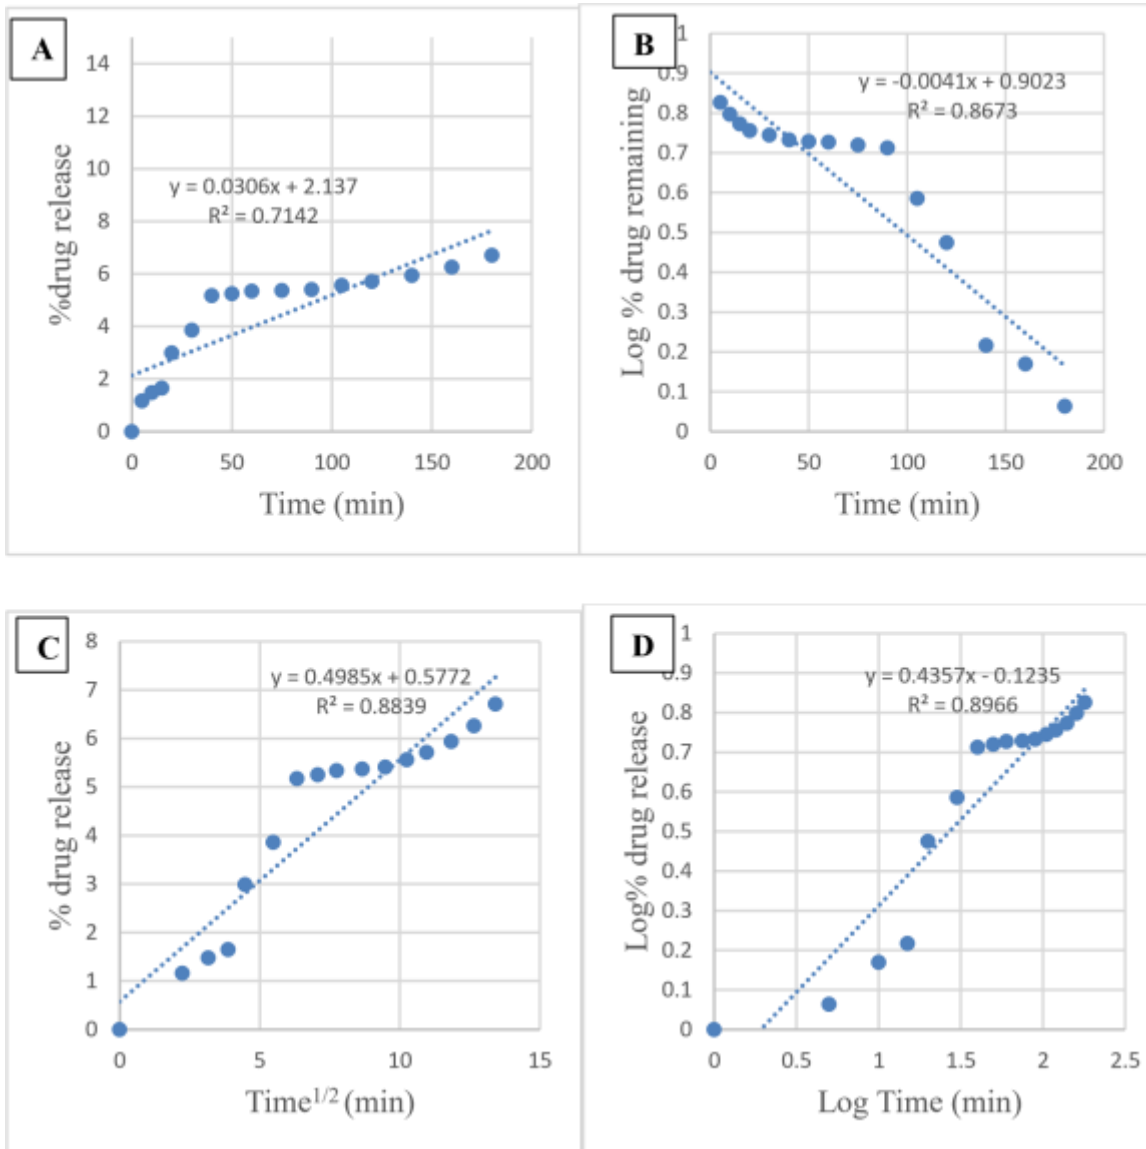 A
14
12
10
8
6
4
2
0
%drug release
y = 0.0306x + 2.137
R² = 0.7142
0 50 100 150 200
Time (min)
B
1
0.9
0.8
0.7
0.6
0.5
0.4
0.3
0.2
0.1
0
Log % drug remaining
y = -0.0041x + 0.9023
R² = 0.8673
0 50 100 150 200
Time (min)
C
8
7
6
5
4
3
2
1
0
% drug release
y = 0.4985x + 0.5772
R² = 0.8839
0 5 10 15
Time^1/2 (min)
D
1
0.9
0.8
0.7
0.6
0.5
0.4
0.3
0.2
0.1
0
Log% drug release
y = 0.4357x - 0.1235
R² = 0.8966
0 0.5 1 1.5 2 2.5
Log Time (min)